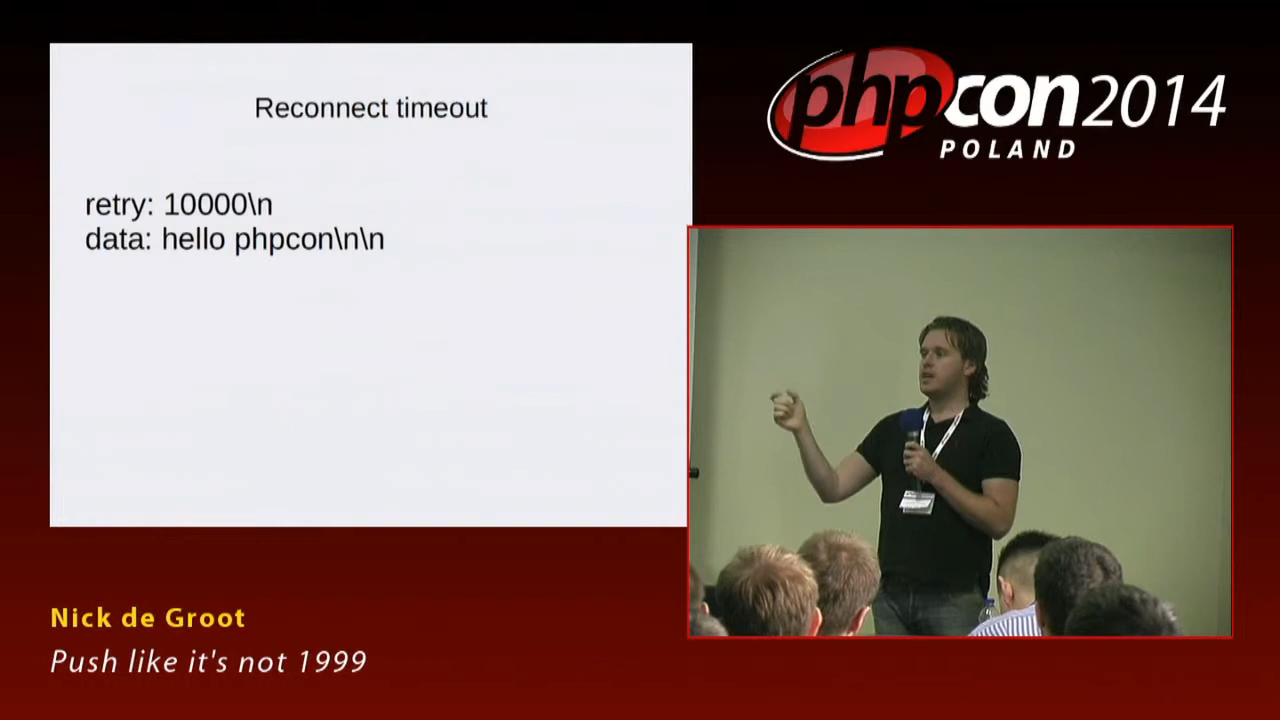 Reconnect timeout
retry: 10000\n
data: hello phpcon\n\n
phpcon2014
POLAND
Nick de Groot
Push like it's not 1999